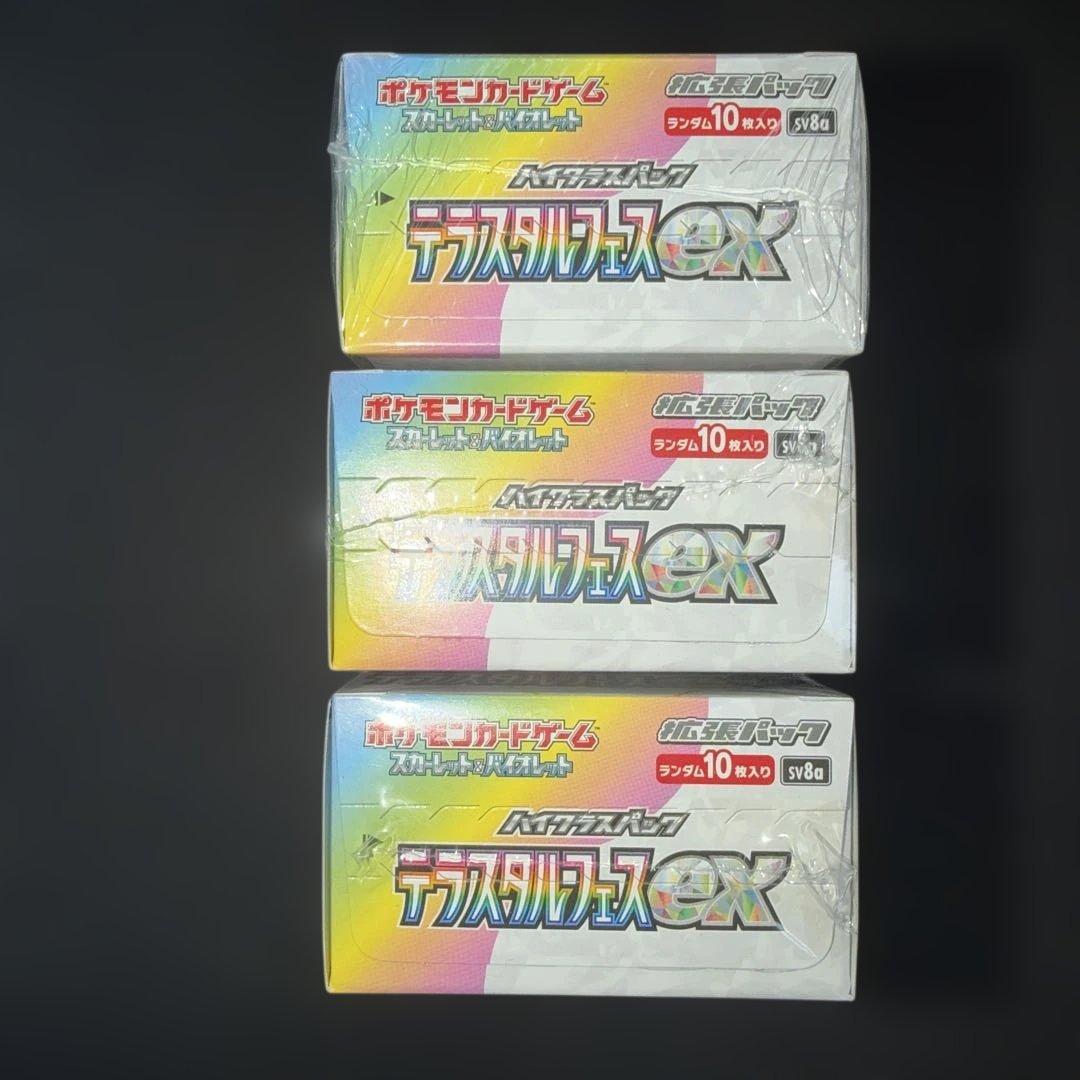 ポケモンカードゲーム™
拡張パック
スカーレット&バイオレット
ランダム10枚入り SV8a
ハイクラスパック
テラスタルフェスex
ポケモンカードゲーム™
拡張パック
スカーレット&バイオレット
ランダム10枚入り
ハイクラスパック
テラスタルフェスex
ポケモンカードゲーム™
拡張パック
スカーレット&バイオレット
ランダム10枚入り SV8a
ハイクラスパック
テラスタルフェスex